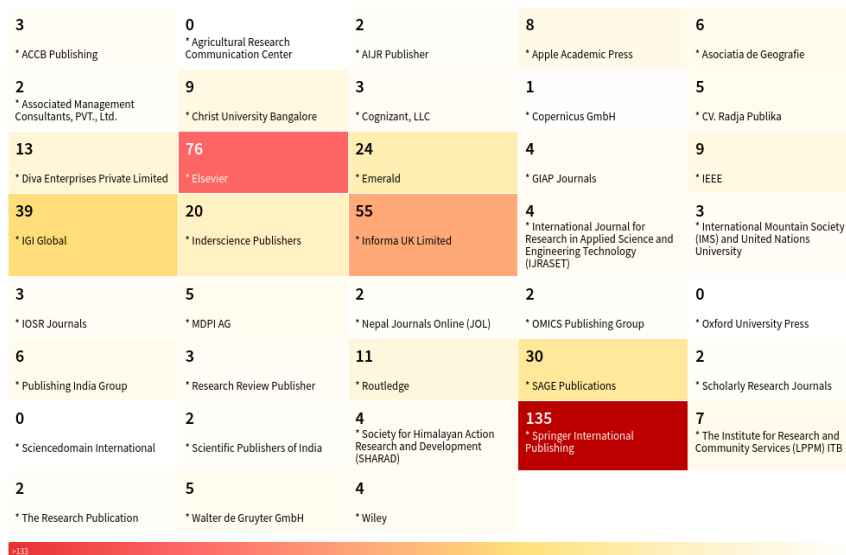 3
* ACCB Publishing
0
* Agricultural Research
Communication Center
2
* AIJR Publisher
8
* Apple Academic Press
6
* Asociatia de Geografie
2
* Associated Management
Consultants, PVT., Ltd.
9
* Christ University Bangalore
3
* Cognizant, LLC
1
* Copernicus GmbH
5
* CV. Radja Publika
13
* Diva Enterprises Private Limited
76
* Elsevier
24
* Emerald
4
* GIAP Journals
9
* IEEE
39
* IGI Global
20
* Inderscience Publishers
55
* Informa UK Limited
4
* International Journal for
Research in Applied Science and
Engineering Technology
(IJRASET)
3
* International Mountain Society
(IMS) and United Nations
University
3
* IOSR Journals
5
* MDPI AG
2
* Nepal Journals Online (JOL)
2
* OMICS Publishing Group
0
* Oxford University Press
6
* Publishing India Group
3
* Research Review Publisher
11
* Routledge
30
* SAGE Publications
2
* Scholarly Research Journals
0
* Sciencedomain International
2
* Scientific Publishers of India
4
* Society for Himalayan Action
Research and Development
(SHARAD)
135
* Springer International
Publishing
7
* The Institute for Research and
Community Services (LPPM) ITB
2
* The Research Publication
5
* Walter de Gruyter GmbH
4
* Wiley
>133